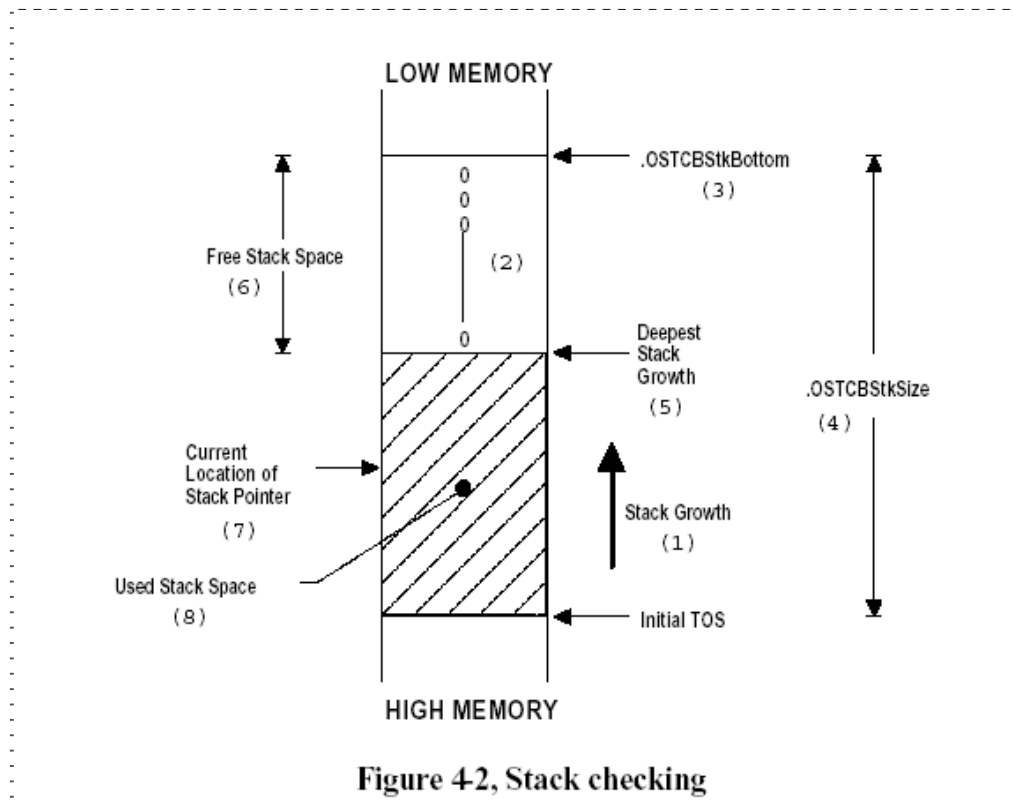 LOW MEMORY
.OSTCBStkBottom
(3)
0
0
0
(2)
Free Stack Space
(6)
0
Deepest
Stack
Growth
(5)
.OSTCBStkSize
(4)
Current
Location of
Stack Pointer
(7)
Stack Growth
(1)
Used Stack Space
(8)
Initial TOS
HIGH MEMORY
Figure 4-2, Stack checking